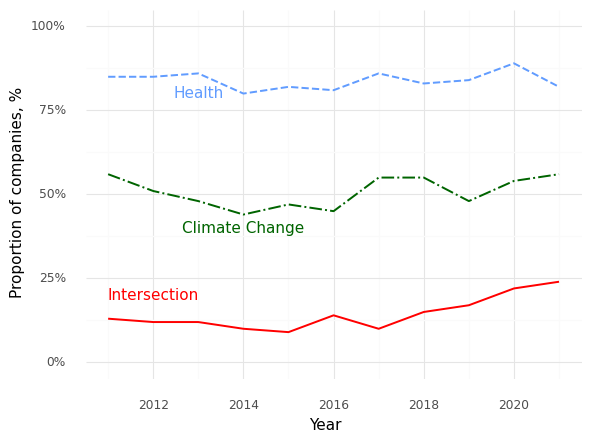 100%
Health
75%
50%
Climate Change
Intersection
25%
0%
Proportion of companies, %
2012 2014 2016 2018 2020
Year